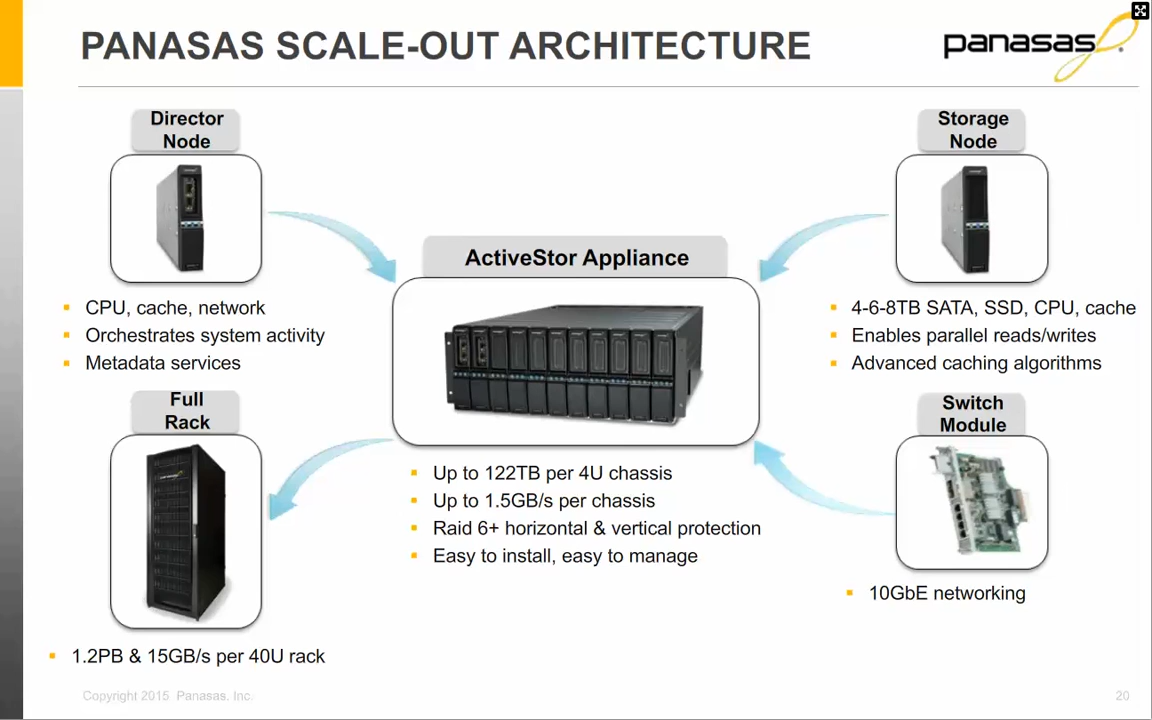 PANASAS SCALE-OUT ARCHITECTURE
panasas
Director
Node
Storage
Node
ActiveStor Appliance
CPU, cache, network
Orchestrates system activity
Metadata services
4-6-8TB SATA, SSD, CPU, cache
Enables parallel reads/writes
Advanced caching algorithms
Full
Rack
Switch
Module
Up to 122TB per 4U chassis
Up to 1.5GB/s per chassis
Raid 6+ horizontal & vertical protection
Easy to install, easy to manage
10GbE networking
1.2PB & 15GB/s per 40U rack
Copyright 2015 Panasas. Inc.
20